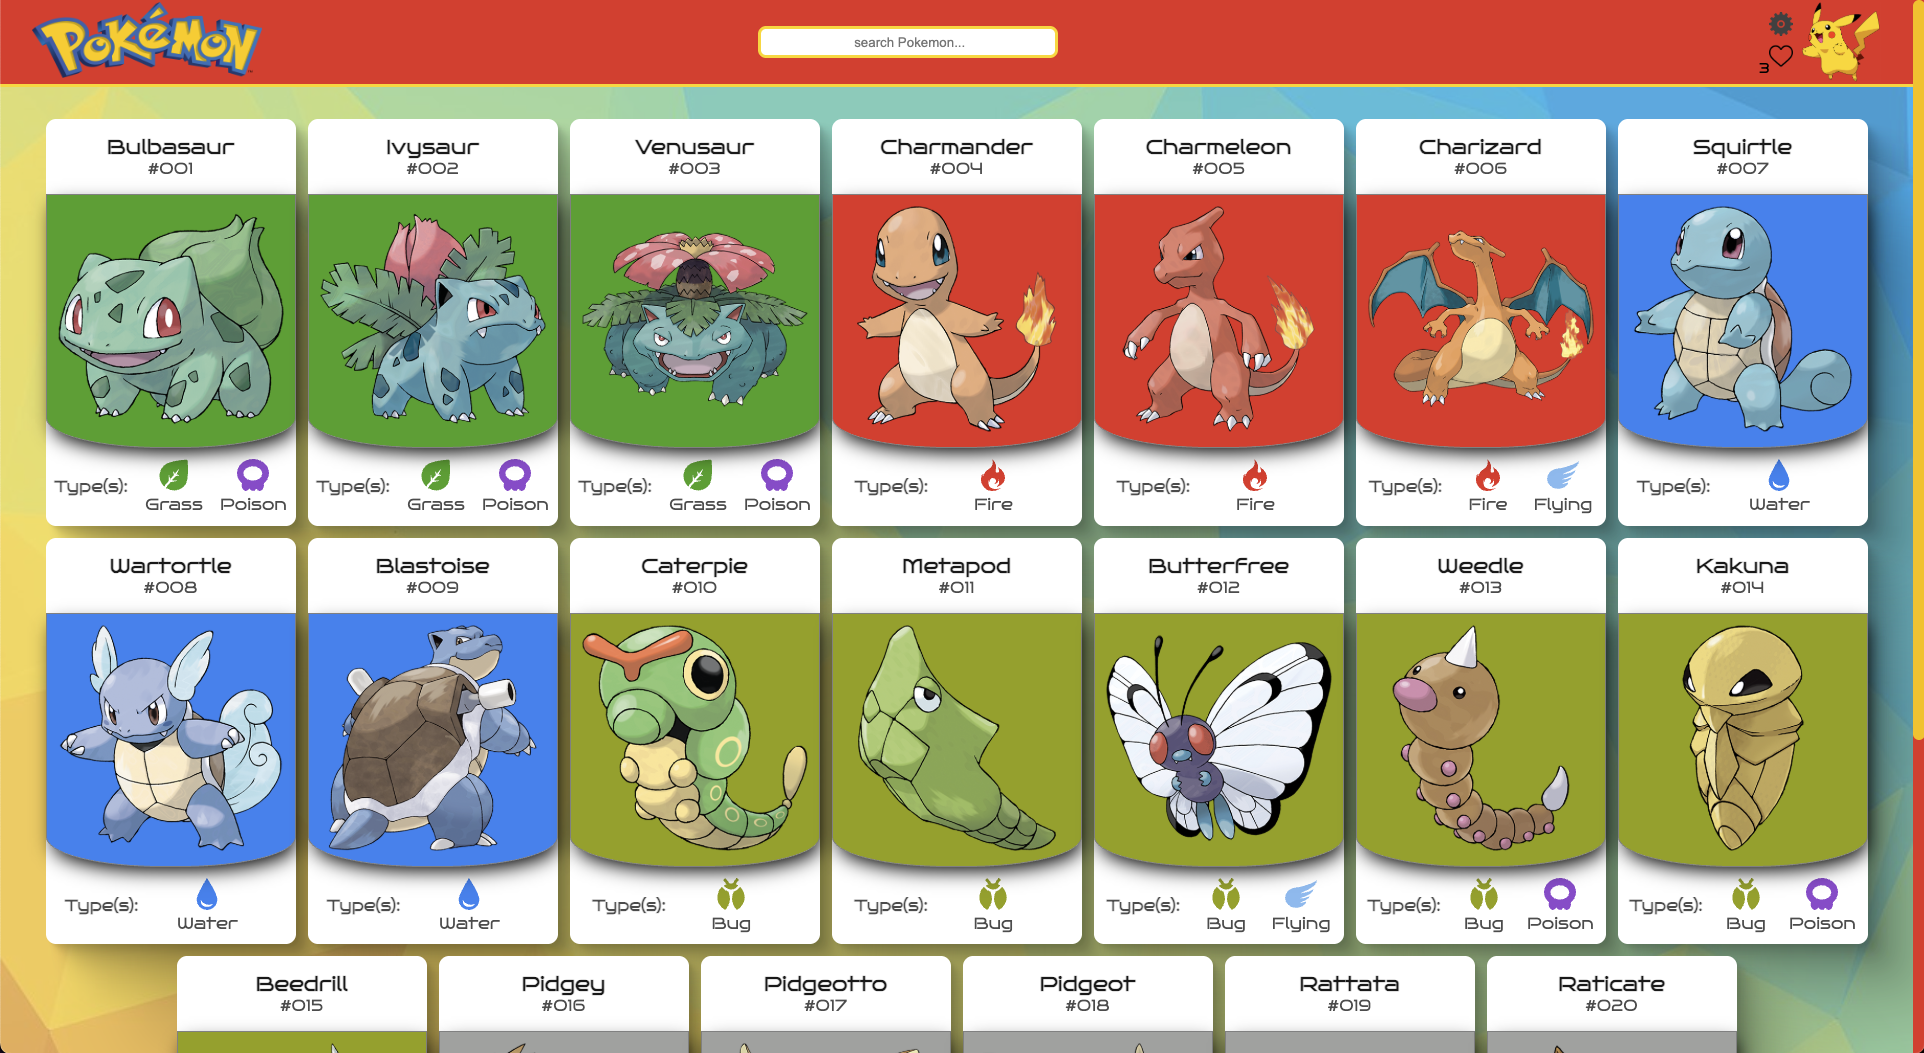 POKéMON
search Pokemon...
3
Bulbasaur
#001
Type(s):
Grass
Poison
Ivysaur
#002
Type(s):
Grass
Poison
Venusaur
#003
Type(s):
Grass
Poison
Charmander
#004
Type(s):
Fire
Charmeleon
#005
Type(s):
Fire
Charizard
#006
Type(s):
Fire
Flying
Squirtle
#007
Type(s):
Water
Wartortle
#008
Type(s):
Water
Blastoise
#009
Type(s):
Water
Caterpie
#010
Type(s):
Bug
Metapod
#011
Type(s):
Bug
Butterfree
#012
Type(s):
Bug
Flying
Weedle
#013
Type(s):
Bug
Poison
Kakuna
#014
Type(s):
Bug
Poison
Beedrill
#015
Pidgey
#016
Pidgeotto
#017
Pidgeot
#018
Rattata
#019
Raticate
#020